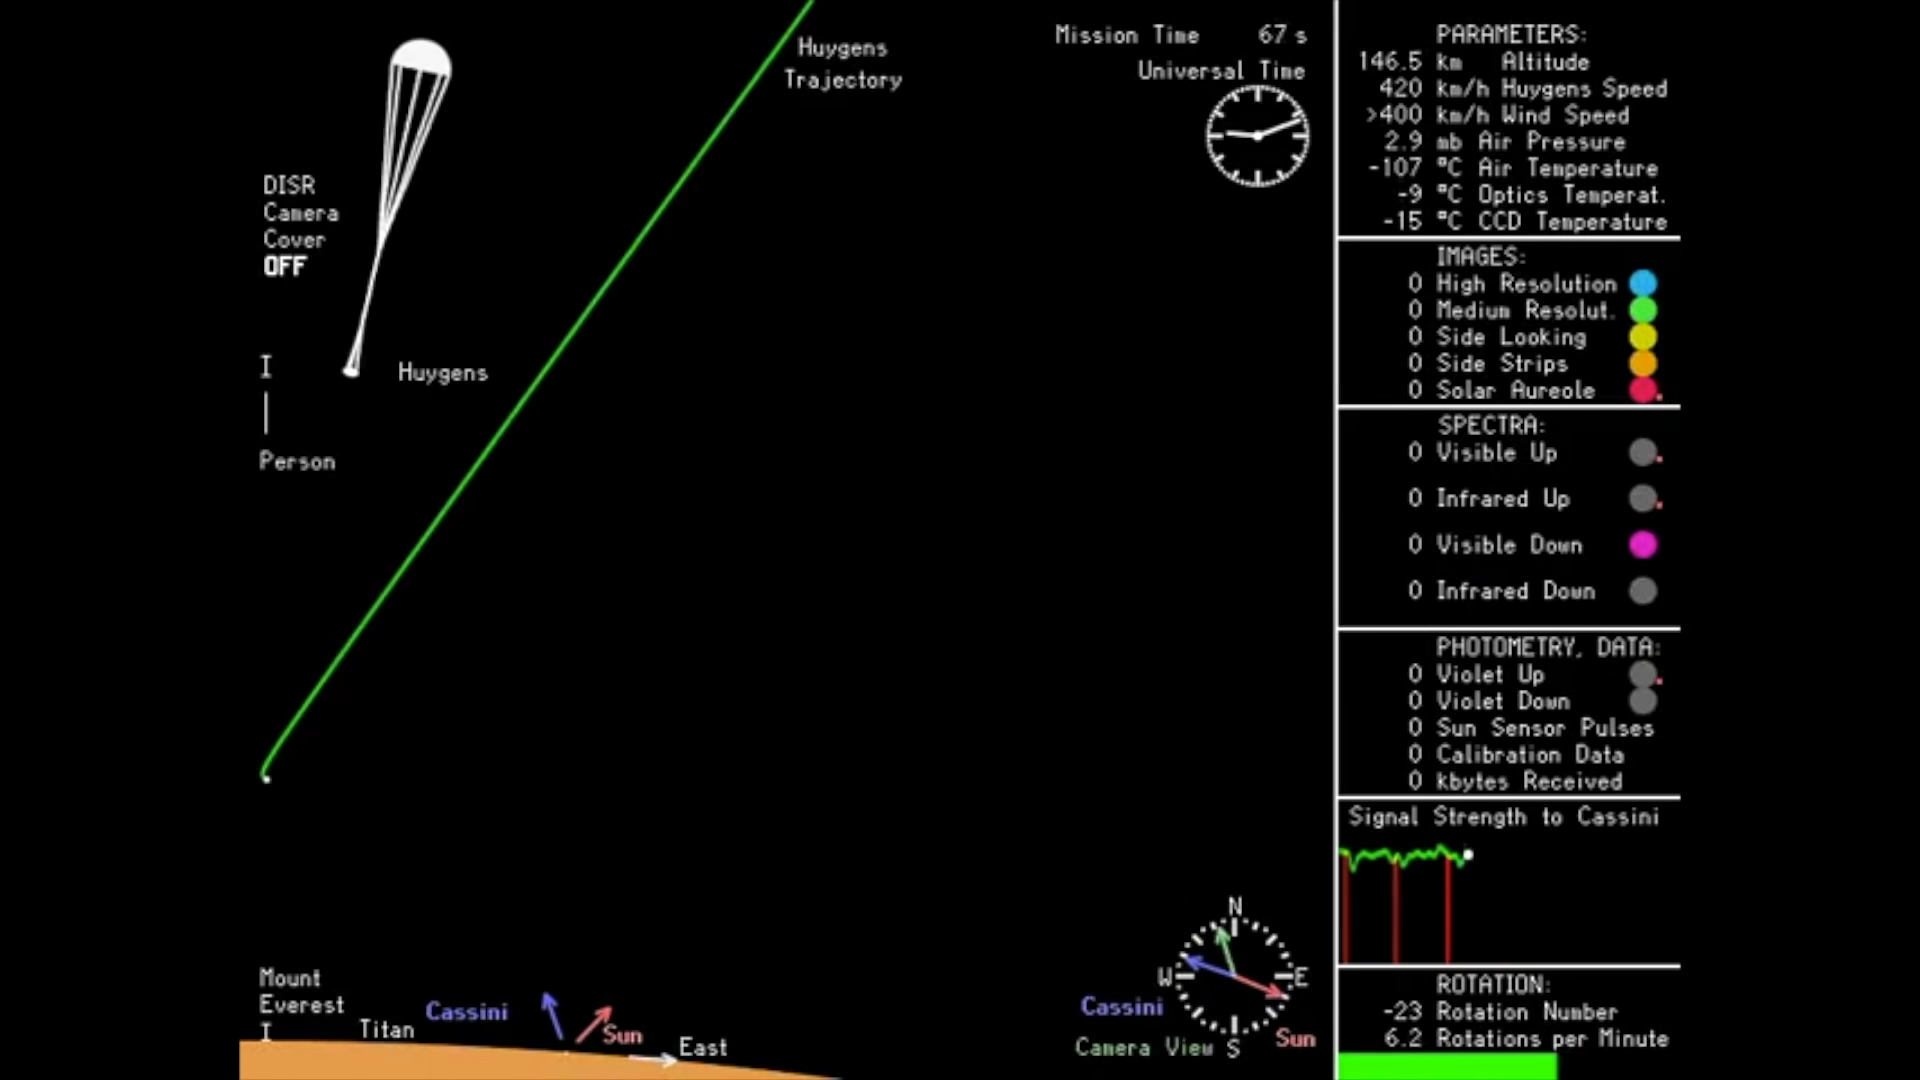 Huygens
Trajectory
Mission Time 67 s
Universal Time
DISR
Camera
Cover
OFF
I
Huygens
Person
Mount
Everest
I
Titan
Cassini
Sun
East
N
W
E
S
Cassini
Sun
Camera View
PARAMETERS:
146.5 km Altitude
420 km/h Huygens Speed
>400 km/h Wind Speed
2.9 mb Air Pressure
-107 °C Air Temperature
-9 °C Optics Temperat.
-15 °C CCD Temperature
IMAGES:
0 High Resolution
0 Medium Resolut.
0 Side Looking
0 Side Strips
0 Solar Aureole
SPECTRA:
0 Visible Up
0 Infrared Up
0 Visible Down
0 Infrared Down
PHOTOMETRY, DATA:
0 Violet Up
0 Violet Down
0 Sun Sensor Pulses
0 Calibration Data
0 kbytes Received
Signal Strength to Cassini
ROTATION:
-23 Rotation Number
6.2 Rotations per Minute